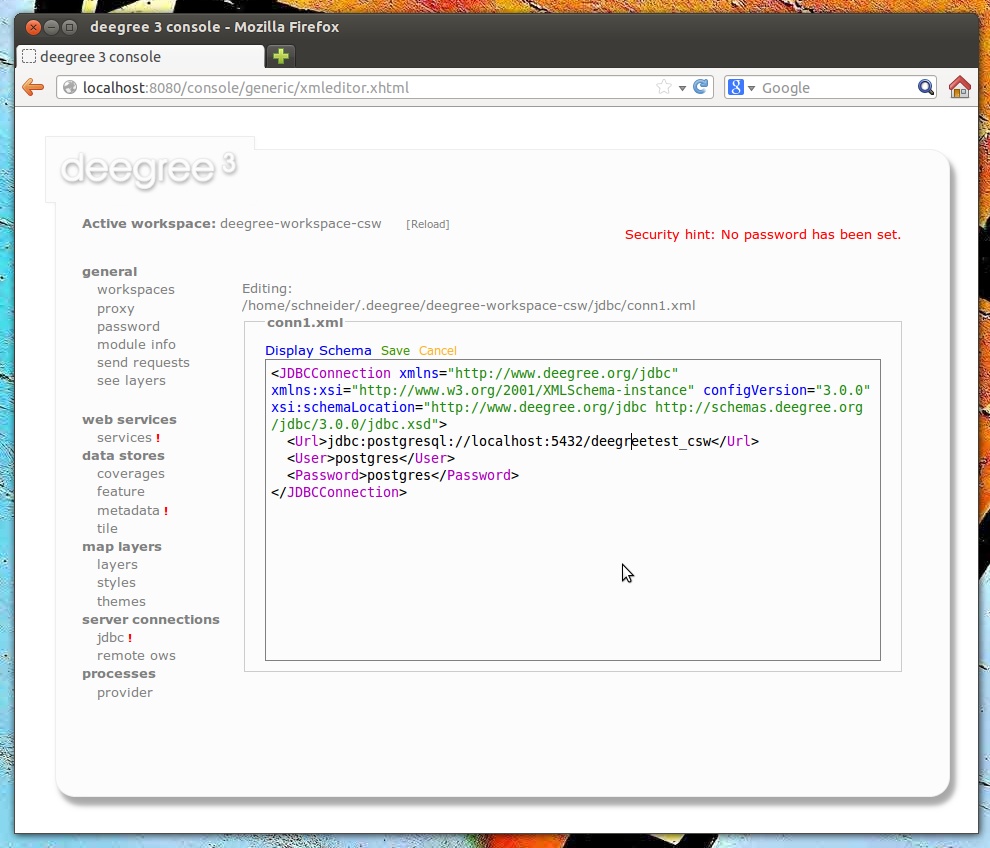 deegree 3 console - Mozilla Firefox
deegree 3 console
localhost:8080/console/generic/xmleditor.xhtml
8 Google
deegree 3
Active workspace: deegree-workspace-csw [Reload]
Security hint: No password has been set.
general
workspaces
proxy
password
module info
send requests
see layers
web services
services !
data stores
coverages
feature
metadata !
tile
map layers
layers
styles
themes
server connections
jdbc !
remote ows
processes
provider
Editing:
/home/schneider/.deegree/deegree-workspace-csw/jdbc/conn1.xml
conn1.xml
Display Schema Save Cancel
<JDBCConnection xmlns="http://www.deegree.org/jdbc"
xmlns:xsi="http://www.w3.org/2001/XMLSchema-instance" configVersion="3.0.0"
xsi:schemaLocation="http://www.deegree.org/jdbc http://schemas.deegree.org
/jdbc/3.0.0/jdbc.xsd">
<Url>jdbc:postgresql://localhost:5432/deegreetest_csw</Url>
<User>postgres</User>
<Password>postgres</Password>
</JDBCConnection>